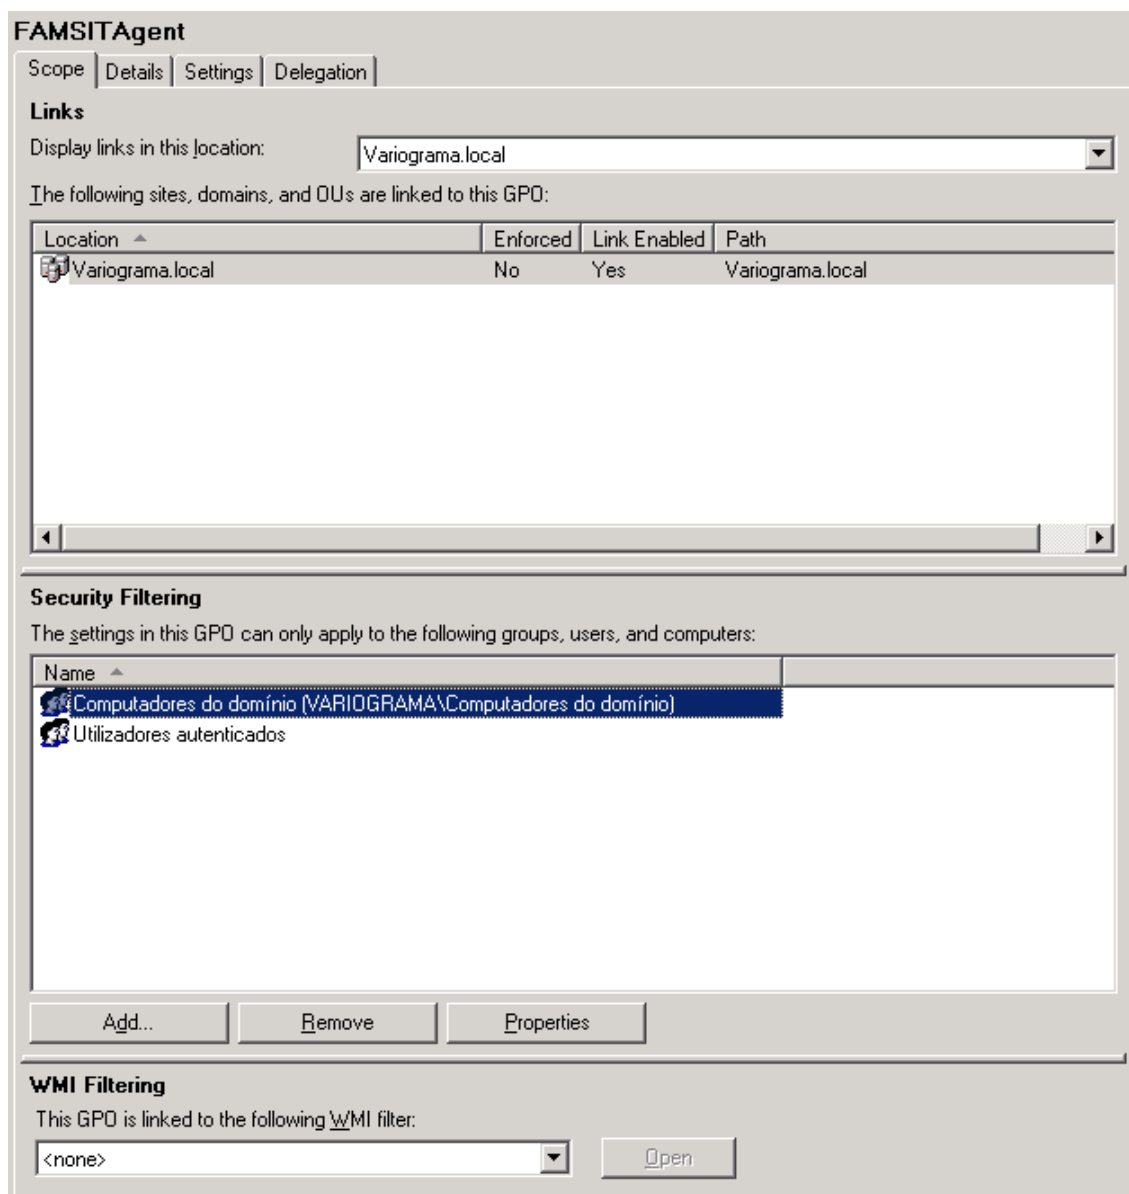 FAMSITAgent
Scope Details Settings Delegation
Links
Display links in this location: Variograma.local
The following sites, domains, and OUs are linked to this GPO:
Location Enforced Link Enabled Path
Variograma.local No Yes Variograma.local
Security Filtering
The settings in this GPO can only apply to the following groups, users, and computers:
Name
Computadores do domínio (VARIOGRAMA\Computadores do domínio)
Utilizadores autenticados
Add... Remove Properties
WMI Filtering
This GPO is linked to the following WMI filter:
<none> Open